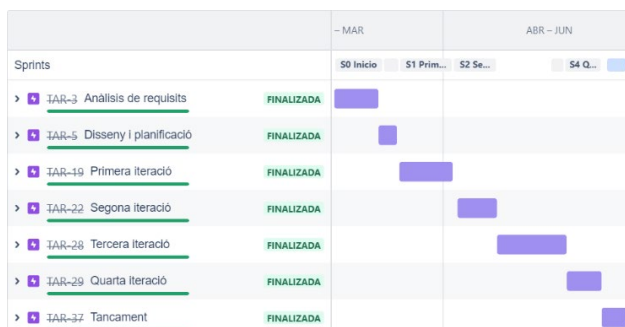 – MAR ABR – JUN
Sprints S0 Inicio S1 Prim... S2 Se... S4 Q...
TAR-3 Anàlisis de requisits FINALIZADA
TAR-5 Disseny i planificació FINALIZADA
TAR-19 Primera iteració FINALIZADA
TAR-22 Segona iteració FINALIZADA
TAR-28 Tercera iteració FINALIZADA
TAR-29 Quarta iteració FINALIZADA
TAR-37 Tancament FINALIZADA